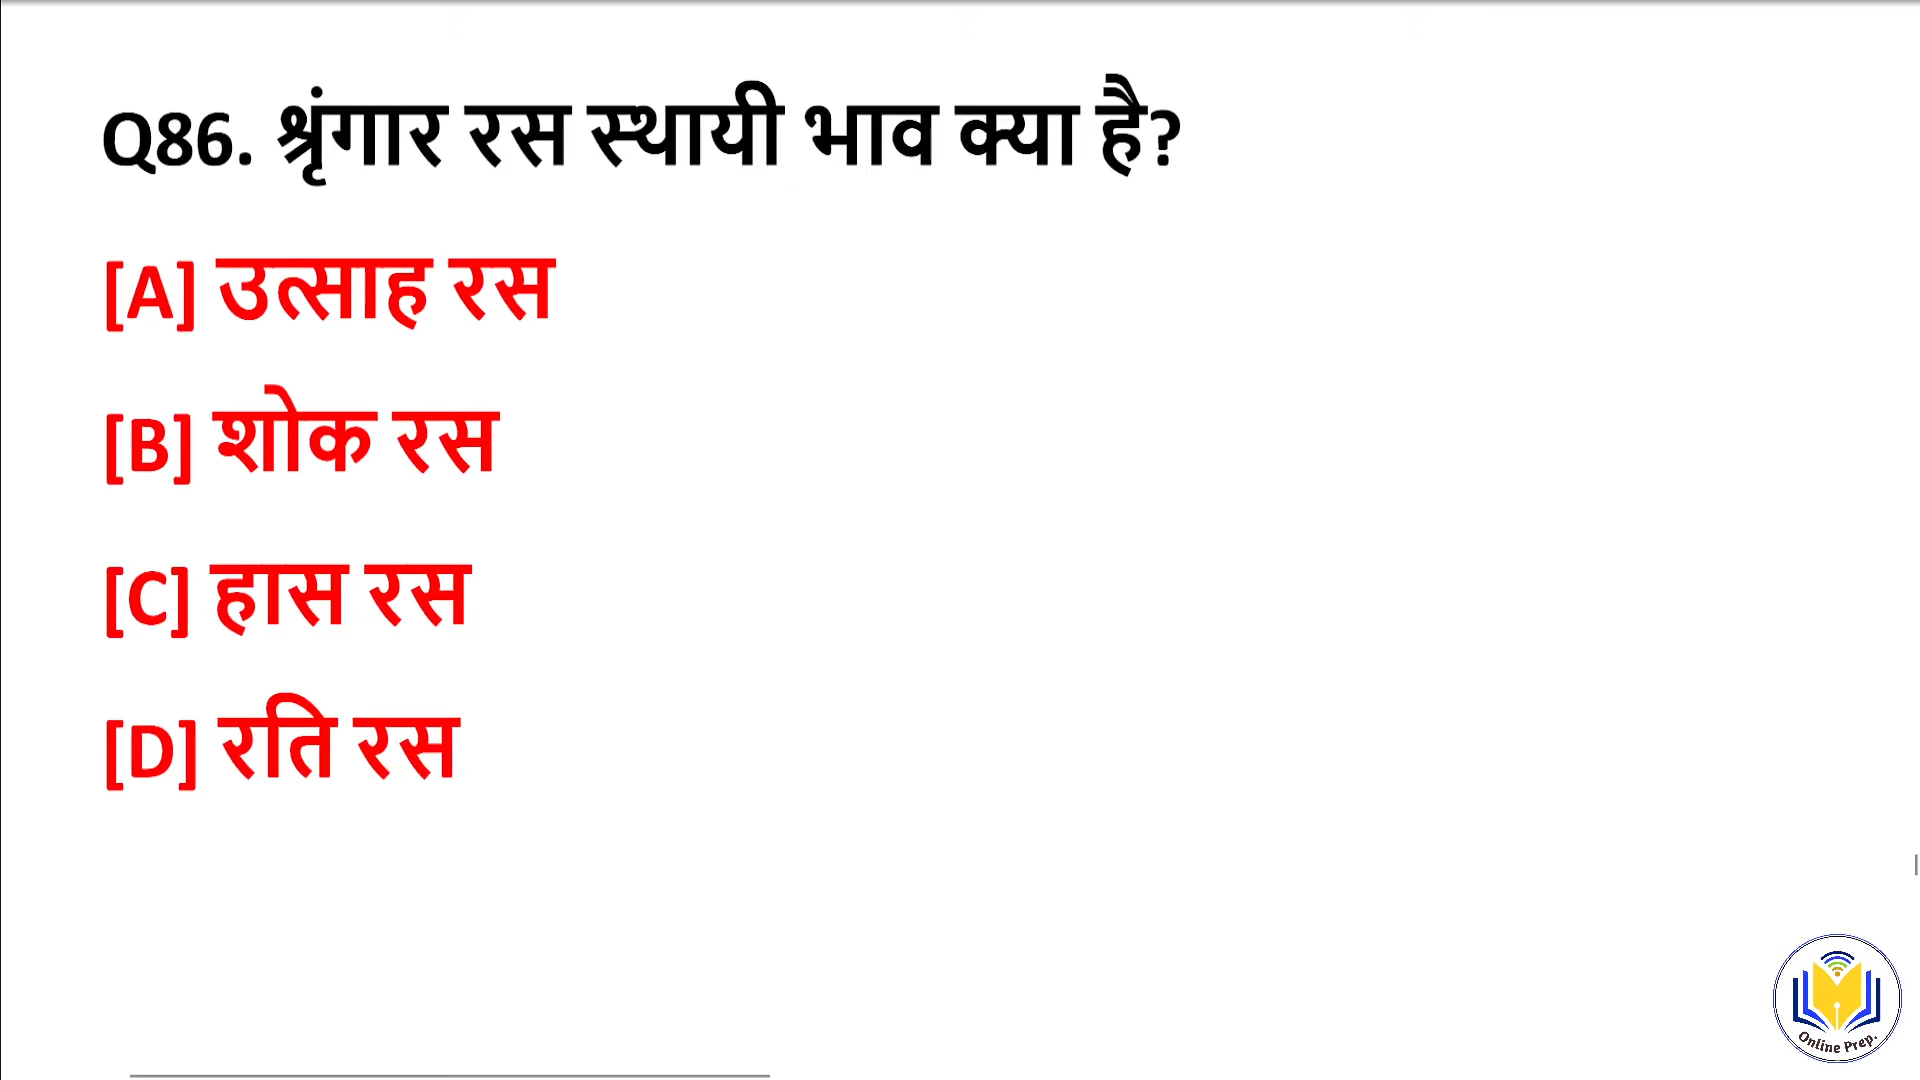 Q86. श्रृंगार रस स्थायी भाव क्या है?
[A] उत्साह रस
[B] शोक रस
[C] हास रस
[D] रति रस
Online Prep.